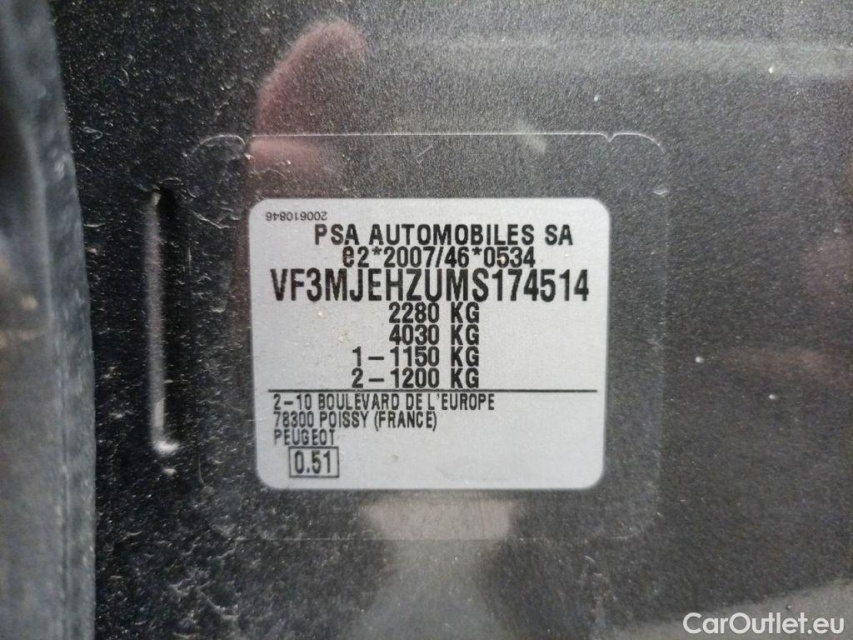 200610846
PSA AUTOMOBILES SA
e2*2007/46*0534
VF3MJEHZUMS174514
2280 KG
4030 KG
1-1150 KG
2-1200 KG
2-10 BOULEVARD DE L'EUROPE
78300 POISSY (FRANCE)
PEUGEOT
0.51
CarOutlet.eu